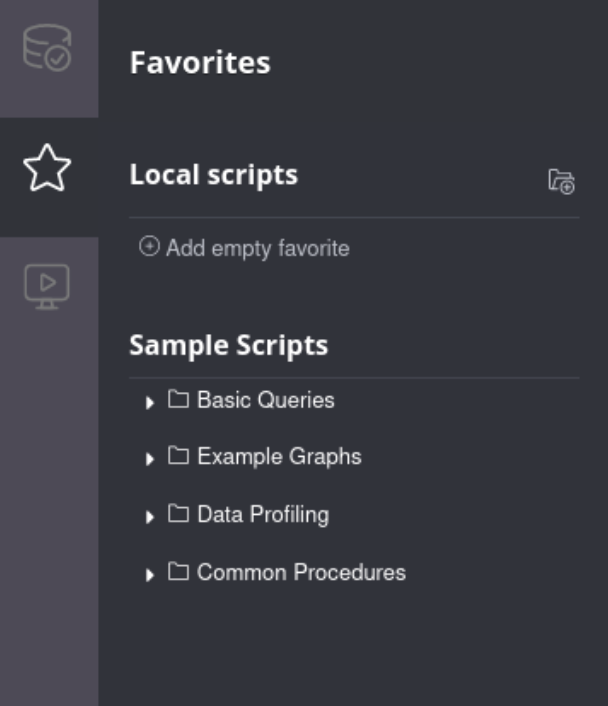 Favorites
Local scripts
Add empty favorite
Sample Scripts
Basic Queries
Example Graphs
Data Profiling
Common Procedures